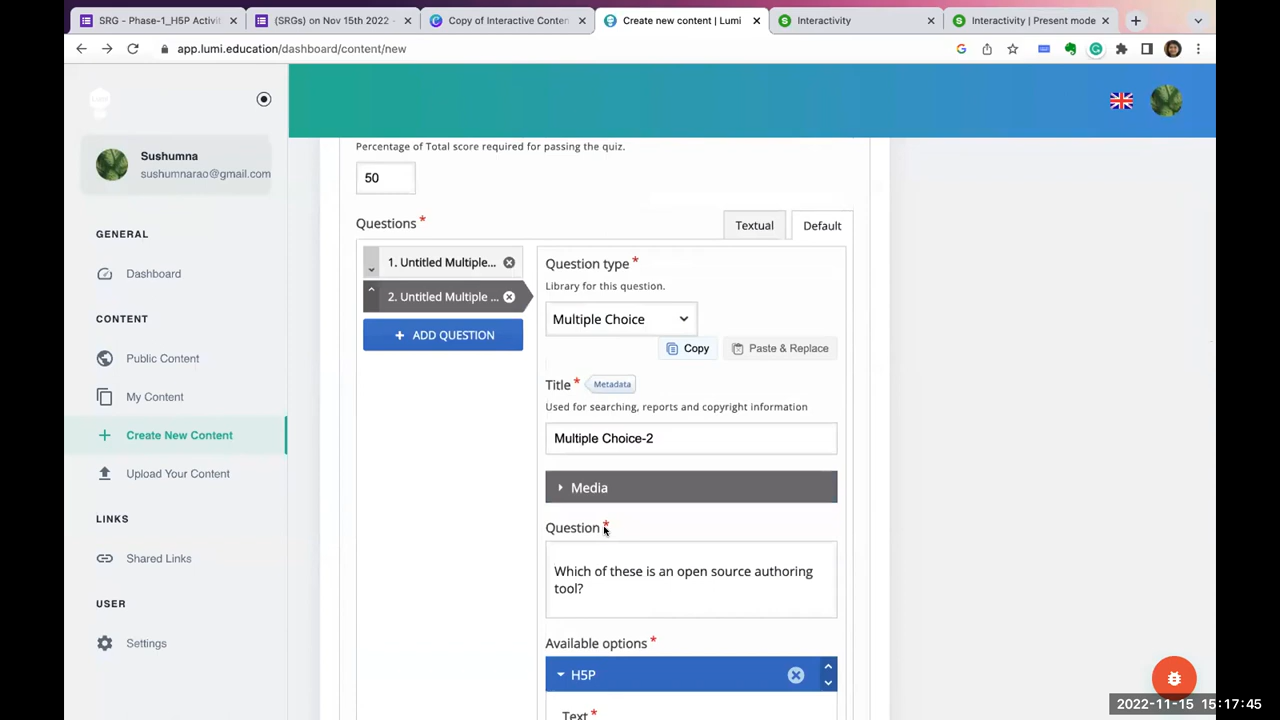 SRG - Phase-1_H5P Activit
(SRGs) on Nov 15th 2022 -
Copy of Interactive Conten
Create new content | Lumi
Interactivity
Interactivity | Present mode
app.lumi.education/dashboard/content/new
Sushumna
sushumnarao@gmail.com
GENERAL
Dashboard
CONTENT
Public Content
My Content
Create New Content
Upload Your Content
LINKS
Shared Links
USER
Settings
Percentage of Total score required for passing the quiz.
50
Questions *
Textual
Default
1. Untitled Multiple...
2. Untitled Multiple ...
+ ADD QUESTION
Question type *
Library for this question.
Multiple Choice
Copy
Paste & Replace
Title *
Metadata
Used for searching, reports and copyright information
Multiple Choice-2
Media
Question *
Which of these is an open source authoring
tool?
Available options *
H5P
Text *
2022-11-15 15:17:45